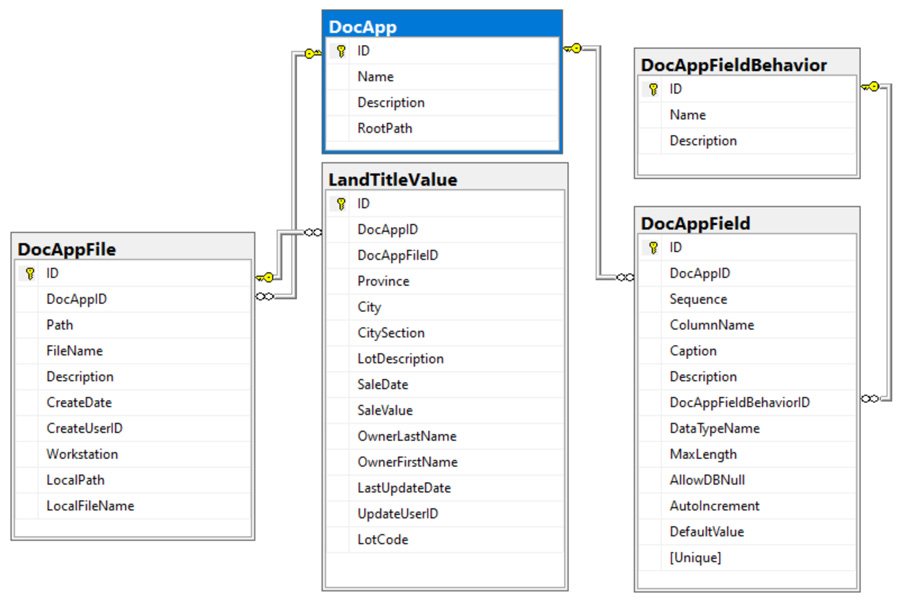 DocApp
ID
Name
Description
RootPath
DocAppFieldBehavior
ID
Name
Description
LandTitleValue
ID
DocAppID
DocAppFileID
Province
City
CitySection
LotDescription
SaleDate
SaleValue
OwnerLastName
OwnerFirstName
LastUpdateDate
UpdateUserID
LotCode
DocAppFile
ID
DocAppID
Path
FileName
Description
CreateDate
CreateUserID
Workstation
LocalPath
LocalFileName
DocAppField
ID
DocAppID
Sequence
ColumnName
Caption
Description
DocAppFieldBehaviorID
DataTypeName
MaxLength
AllowDBNull
AutoIncrement
DefaultValue
[Unique]